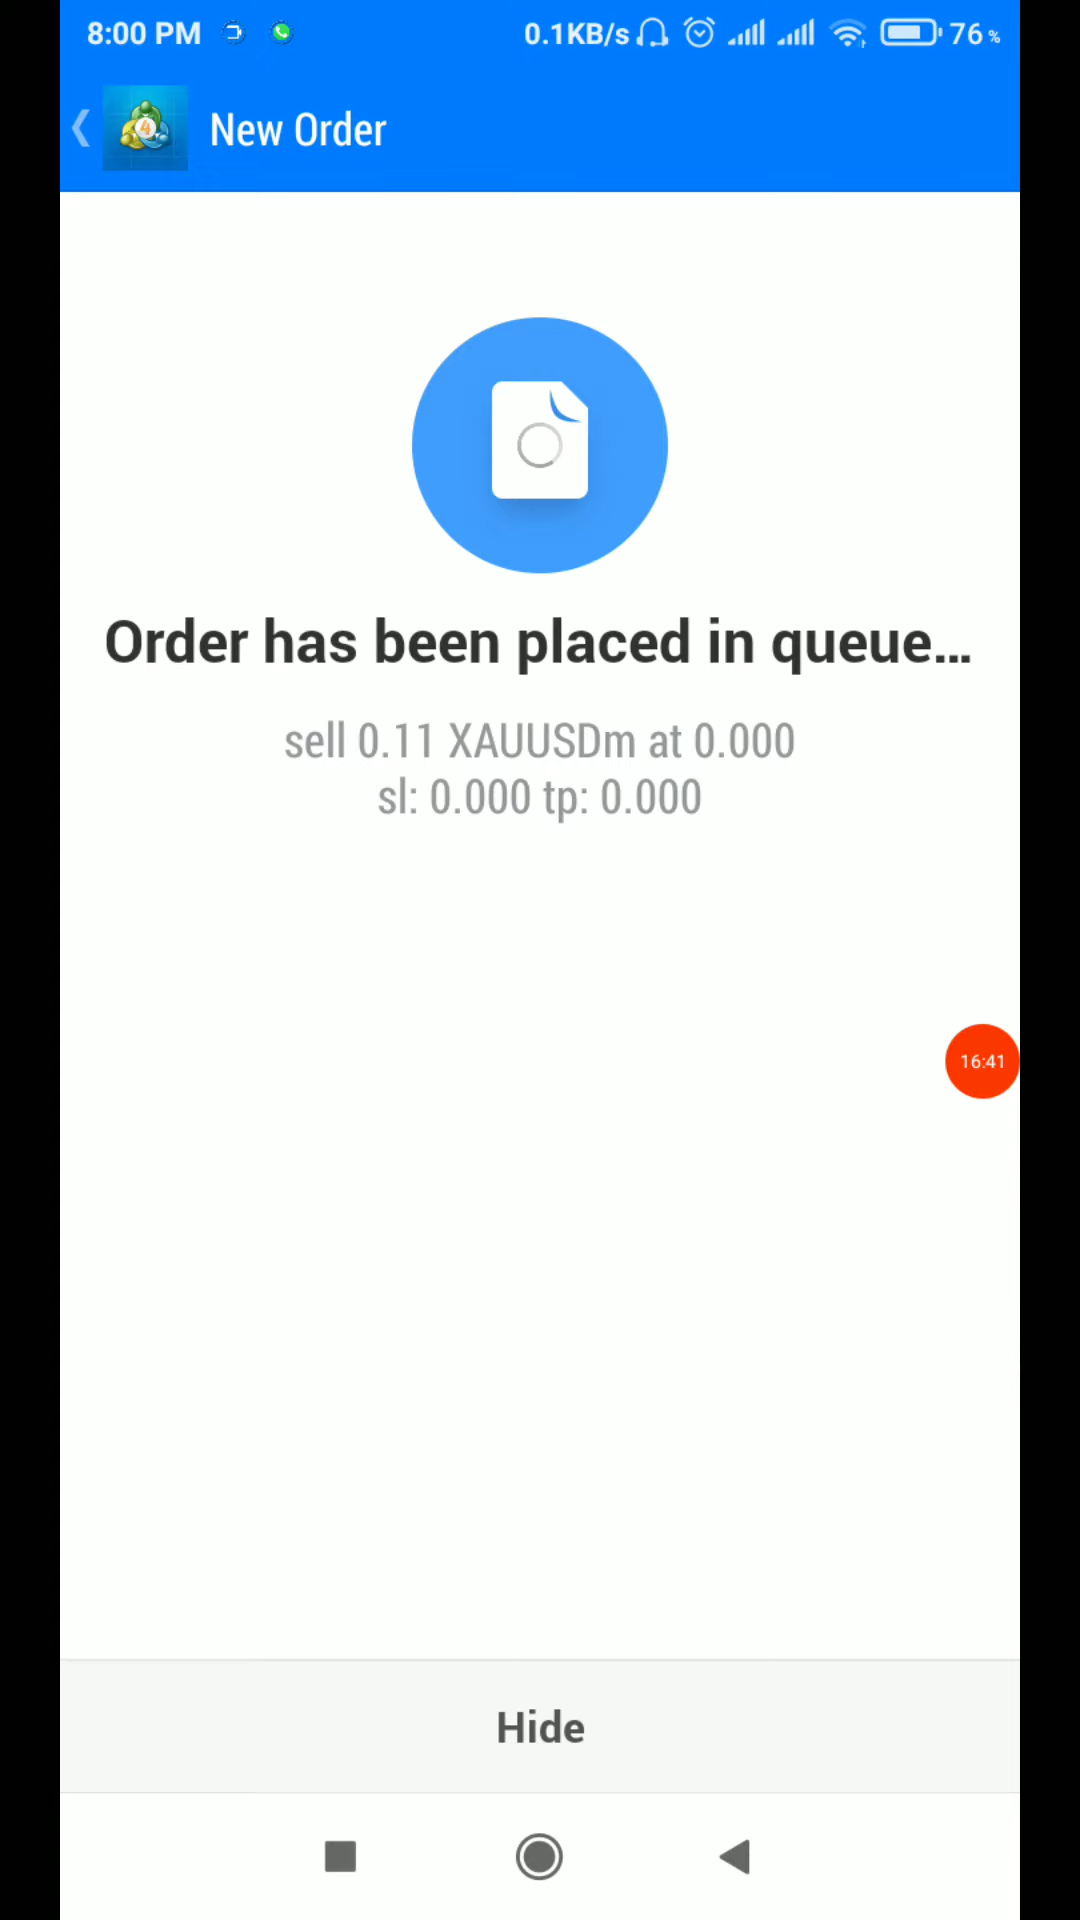 8:00 PM 0.1KB/s 76 %
4 New Order
Order has been placed in queue...
sell 0.11 XAUUSDm at 0.000
sl: 0.000 tp: 0.000
16:41
Hide